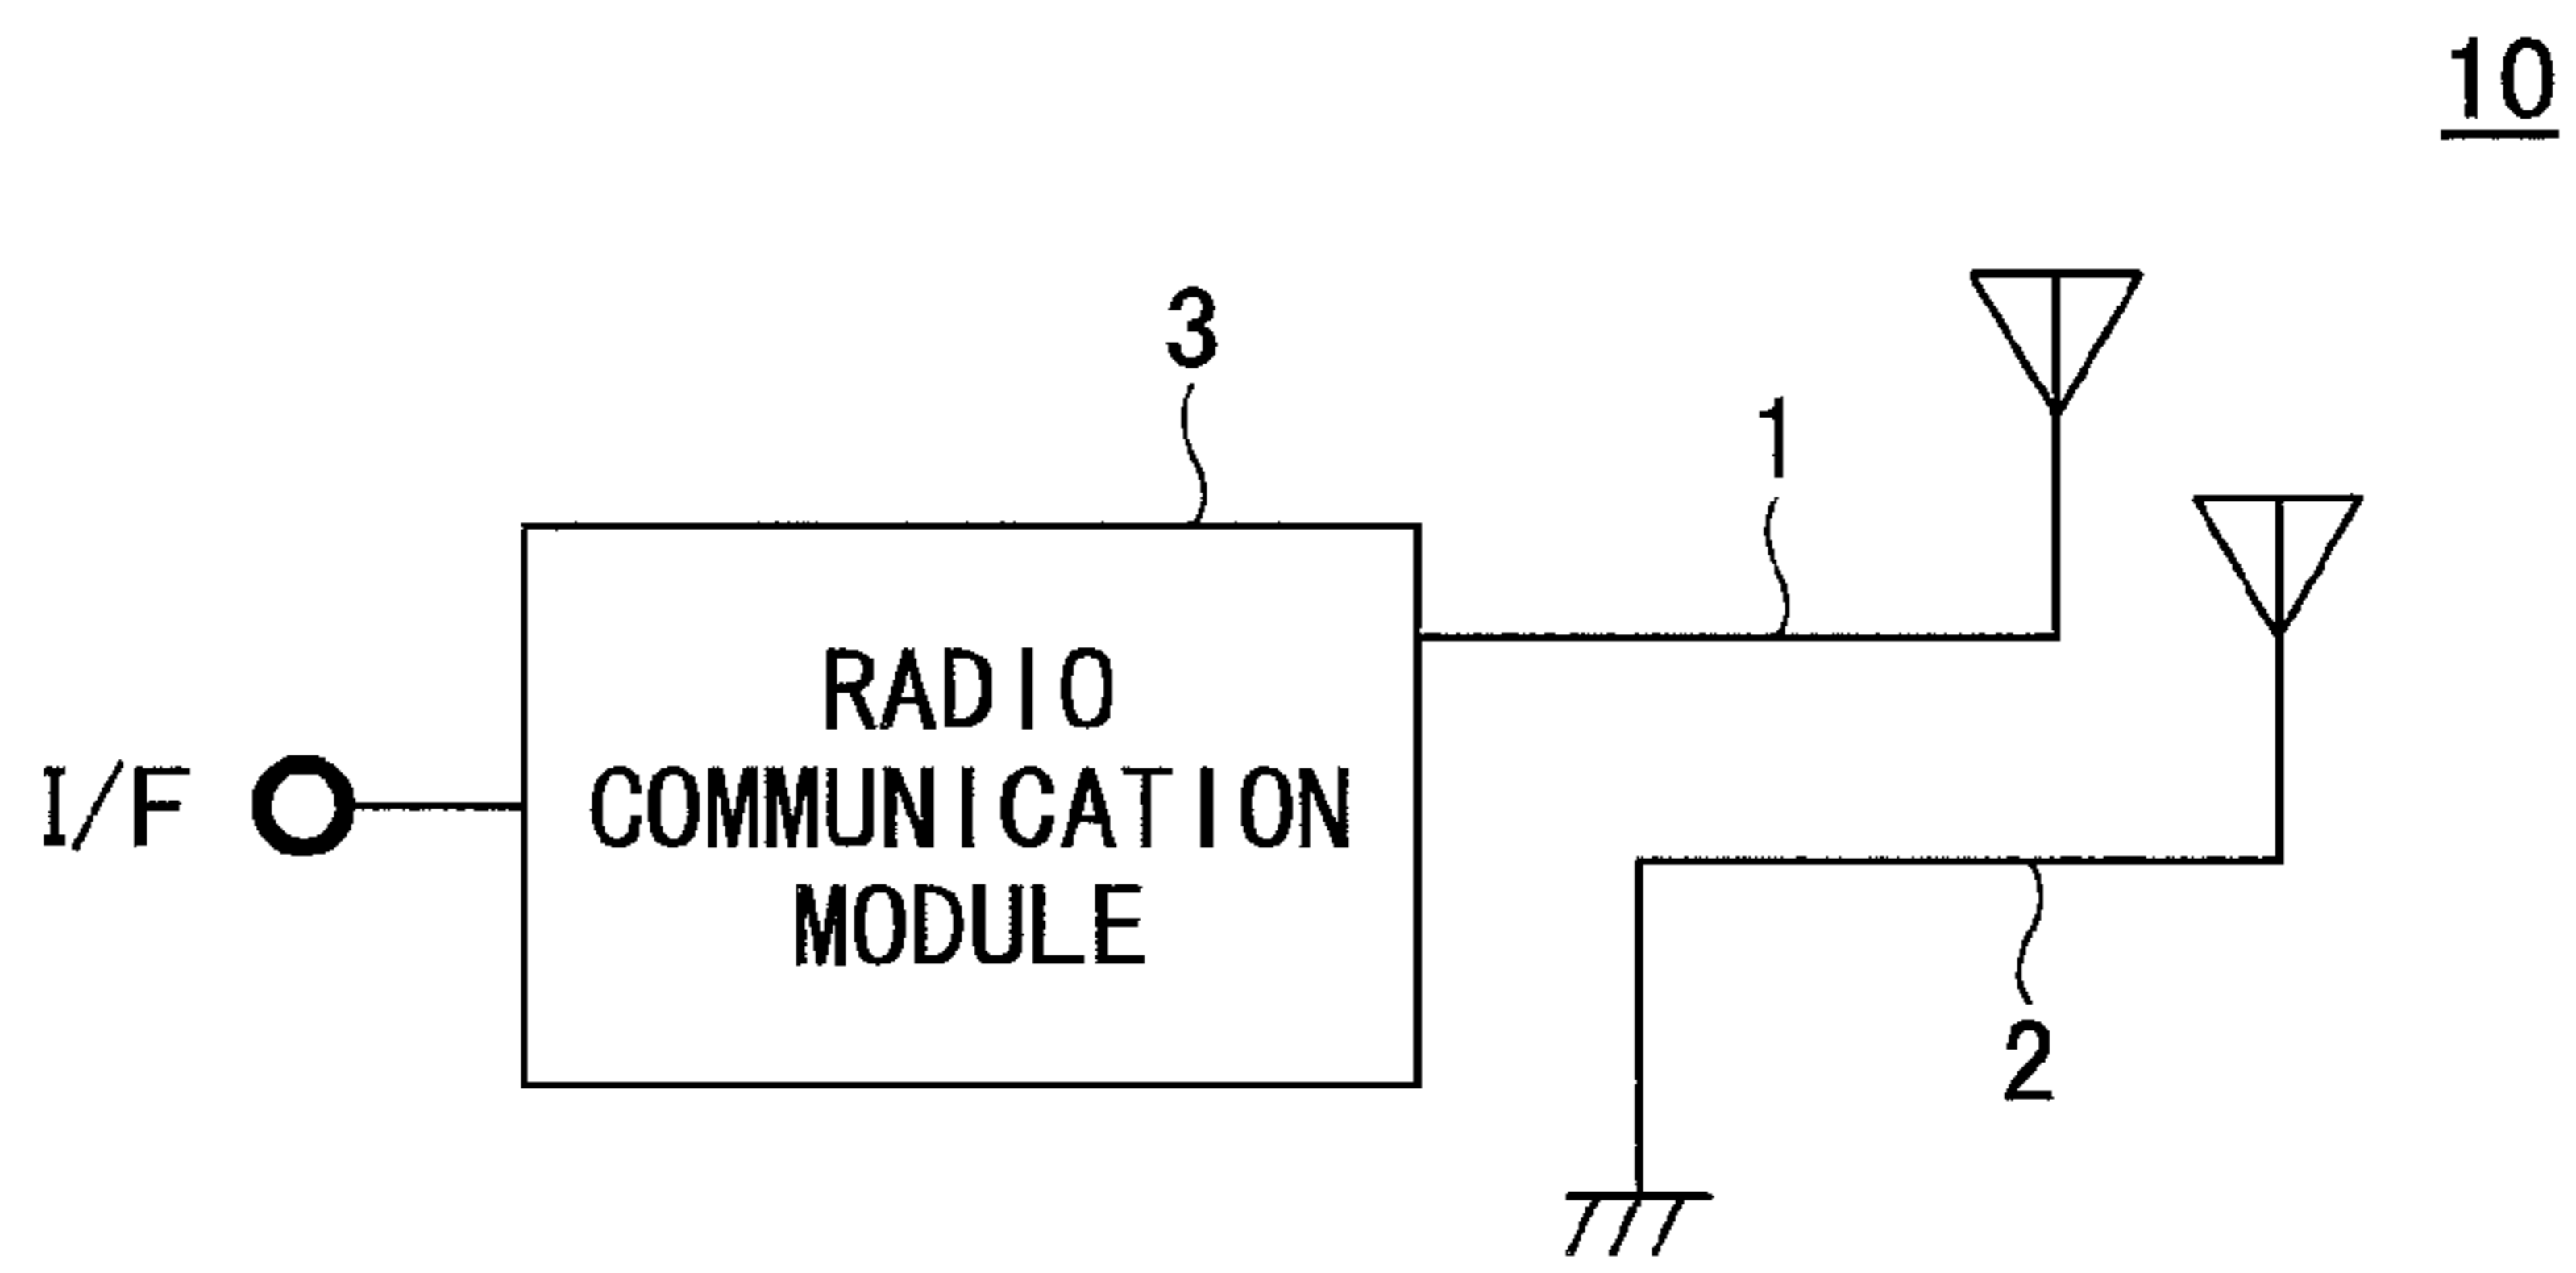 10
3
1
RADIO
I/F
COMMUNICATION
MODULE
2